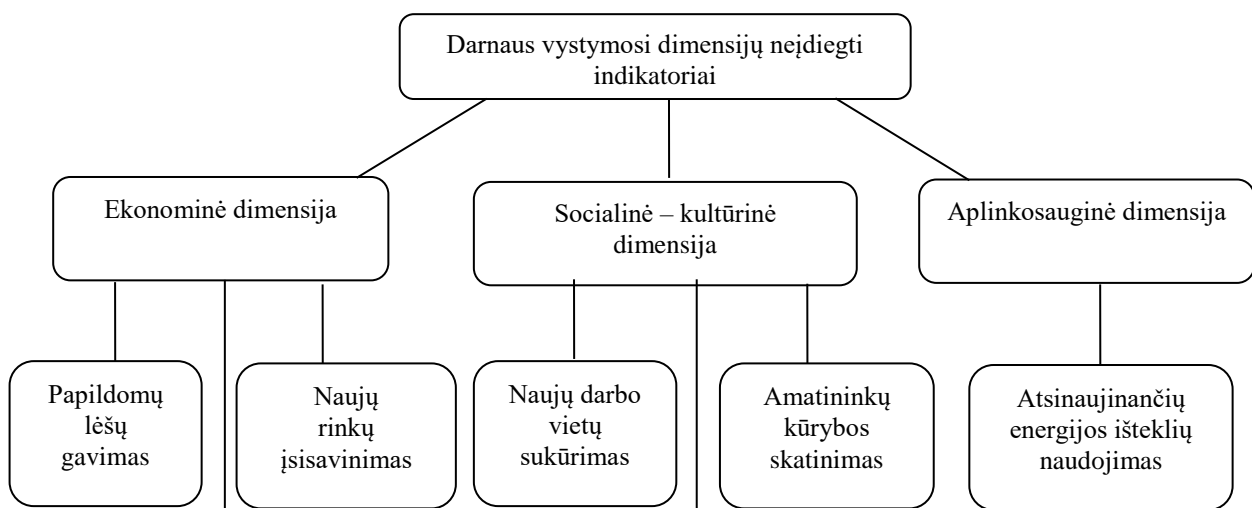 Darnaus vystymosi dimensijų neįdiegti
indikatoriai
Ekonominė dimensija
Socialinė – kultūrinė
dimensija
Aplinkosauginė dimensija
Papildomų
lėšų
gavimas
Naujų
rinkų
įsisavinimas
Naujų darbo
vietų
sukūrimas
Amatininkų
kūrybos
skatinimas
Atsinaujinančių
energijos išteklių
naudojimas